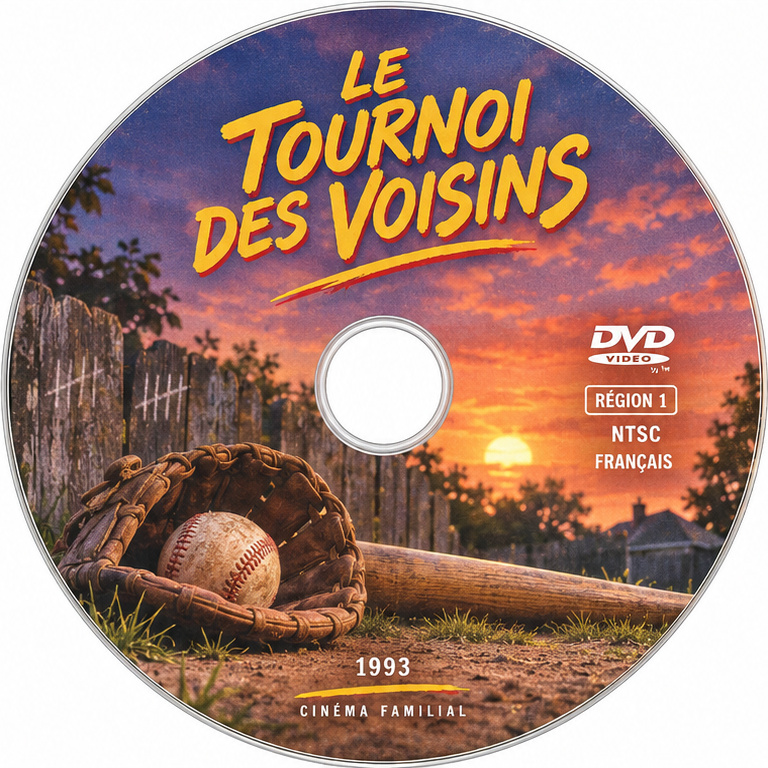 LE
TOURNOI
DES VOISINS
DVD
VIDEO
RÉGION 1
NTSC
FRANÇAIS
1993
CINÉMA FAMILIAL